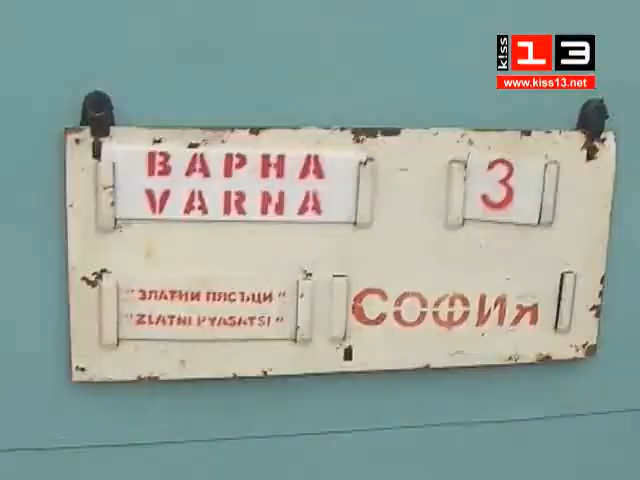 kiss 13
www.kiss13.net
ВАРНА
VARNA
3
"ЗЛАТНИ ПЯСЪЦИ"
"ZLATNI PYASATSI"
СОФИЯ